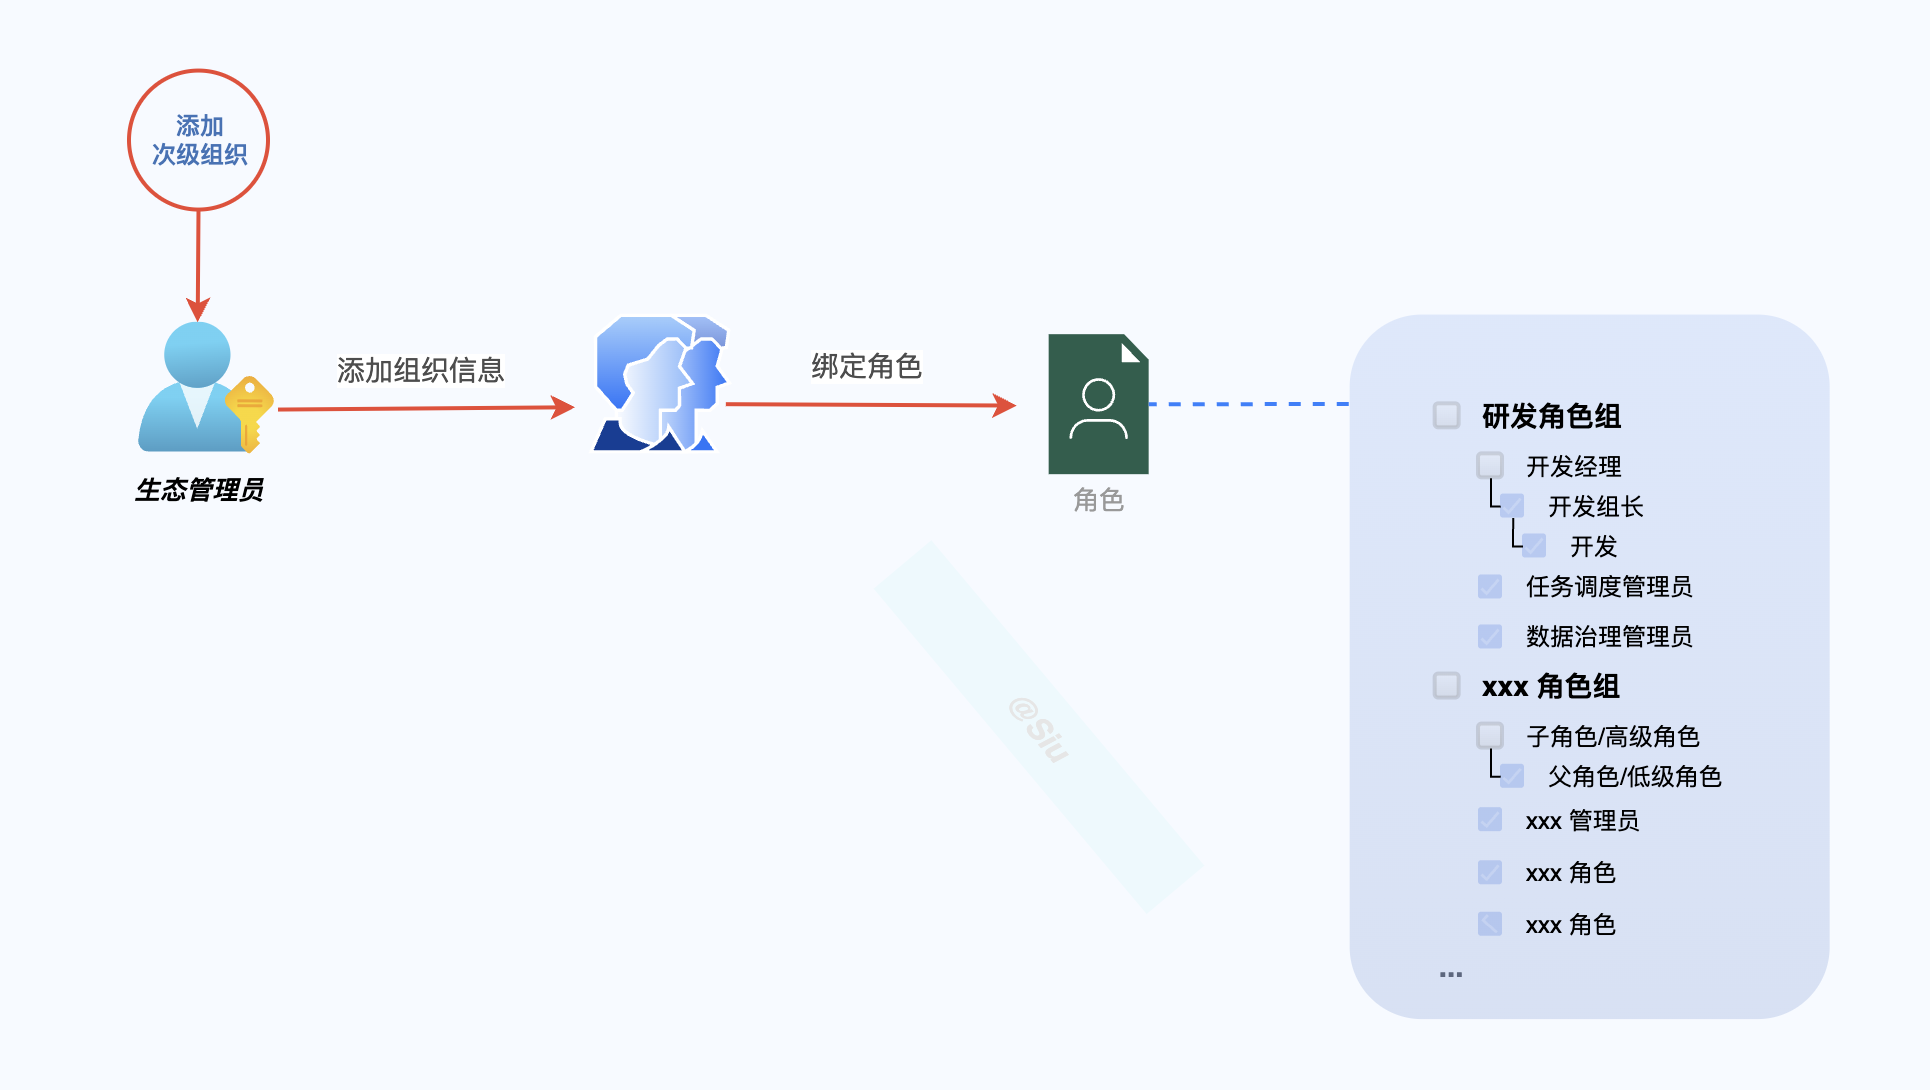 添加
次级组织
添加组织信息
绑定角色
生态管理员
角色
研发角色组
开发经理
开发组长
开发
任务调度管理员
数据治理管理员
xxx 角色组
子角色/高级角色
父角色/低级角色
xxx 管理员
xxx 角色
xxx 角色
...
@Siu